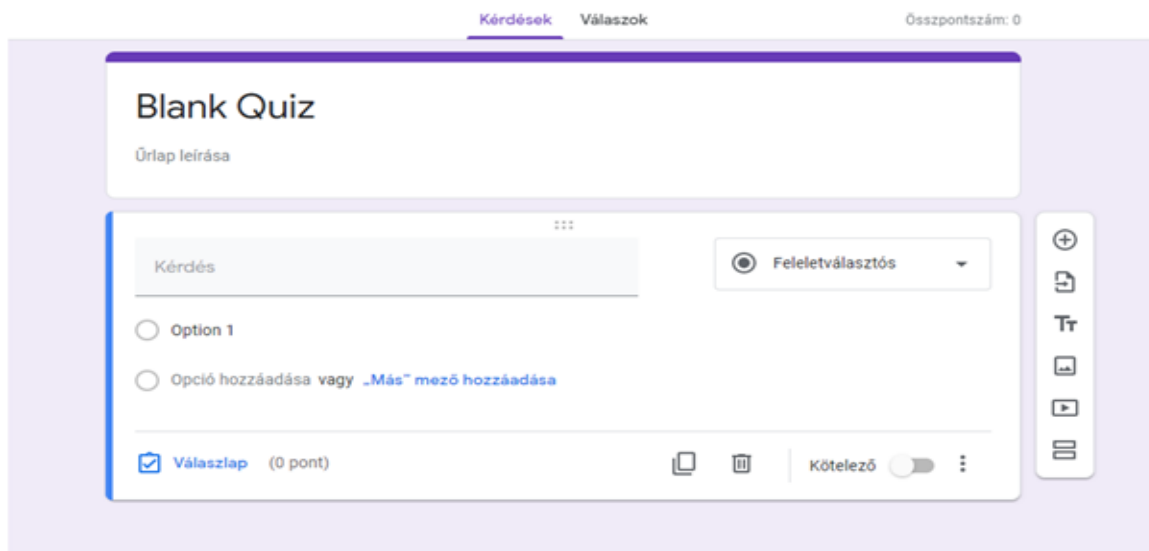 Kérdések Válaszok Összpontszám: 0
Blank Quiz
Űrlap leírása
Kérdés Feleletválasztós
Option 1
Opció hozzáadása vagy „Más” mező hozzáadása
Tт
Válaszlap (0 pont) Kötelező